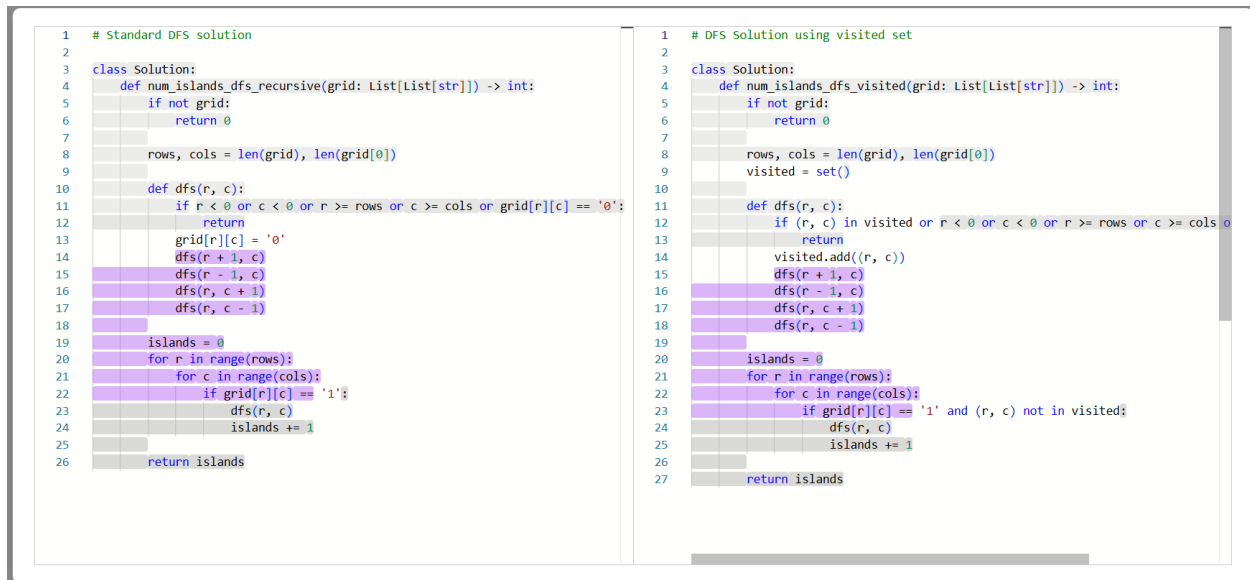 1 # Standard DFS solution
2
3 class Solution:
4     def num_islands_dfs_recursive(grid: List[List[str]]) -> int:
5         if not grid:
6             return 0
7
8         rows, cols = len(grid), len(grid[0])
9
10         def dfs(r, c):
11             if r < 0 or c < 0 or r >= rows or c >= cols or grid[r][c] == '0':
12                 return
13             grid[r][c] = '0'
14             dfs(r + 1, c)
15             dfs(r - 1, c)
16             dfs(r, c + 1)
17             dfs(r, c - 1)
18
19         islands = 0
20         for r in range(rows):
21             for c in range(cols):
22                 if grid[r][c] == '1':
23                     dfs(r, c)
24                     islands += 1
25
26         return islands
1 # DFS Solution using visited set
2
3 class Solution:
4     def num_islands_dfs_visited(grid: List[List[str]]) -> int:
5         if not grid:
6             return 0
7
8         rows, cols = len(grid), len(grid[0])
9         visited = set()
10
11         def dfs(r, c):
12             if (r, c) in visited or r < 0 or c < 0 or r >= rows or c >= cols o
13                 return
14             visited.add((r, c))
15             dfs(r + 1, c)
16             dfs(r - 1, c)
17             dfs(r, c + 1)
18             dfs(r, c - 1)
19
20         islands = 0
21         for r in range(rows):
22             for c in range(cols):
23                 if grid[r][c] == '1' and (r, c) not in visited:
24                     dfs(r, c)
25                     islands += 1
26
27         return islands